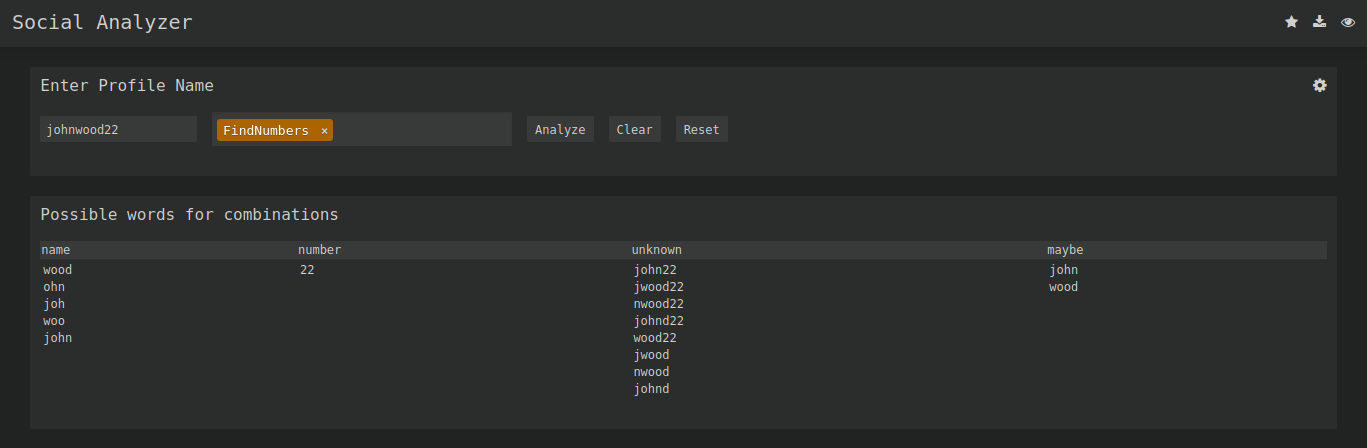 Social Analyzer
Enter Profile Name
johnwood22 FindNumbers × Analyze Clear Reset
Possible words for combinations
name number unknown maybe
wood 22 john22 john
ohn jwood22 wood
joh nwood22
woo johnd22
john wood22
jwood
nwood
johnd